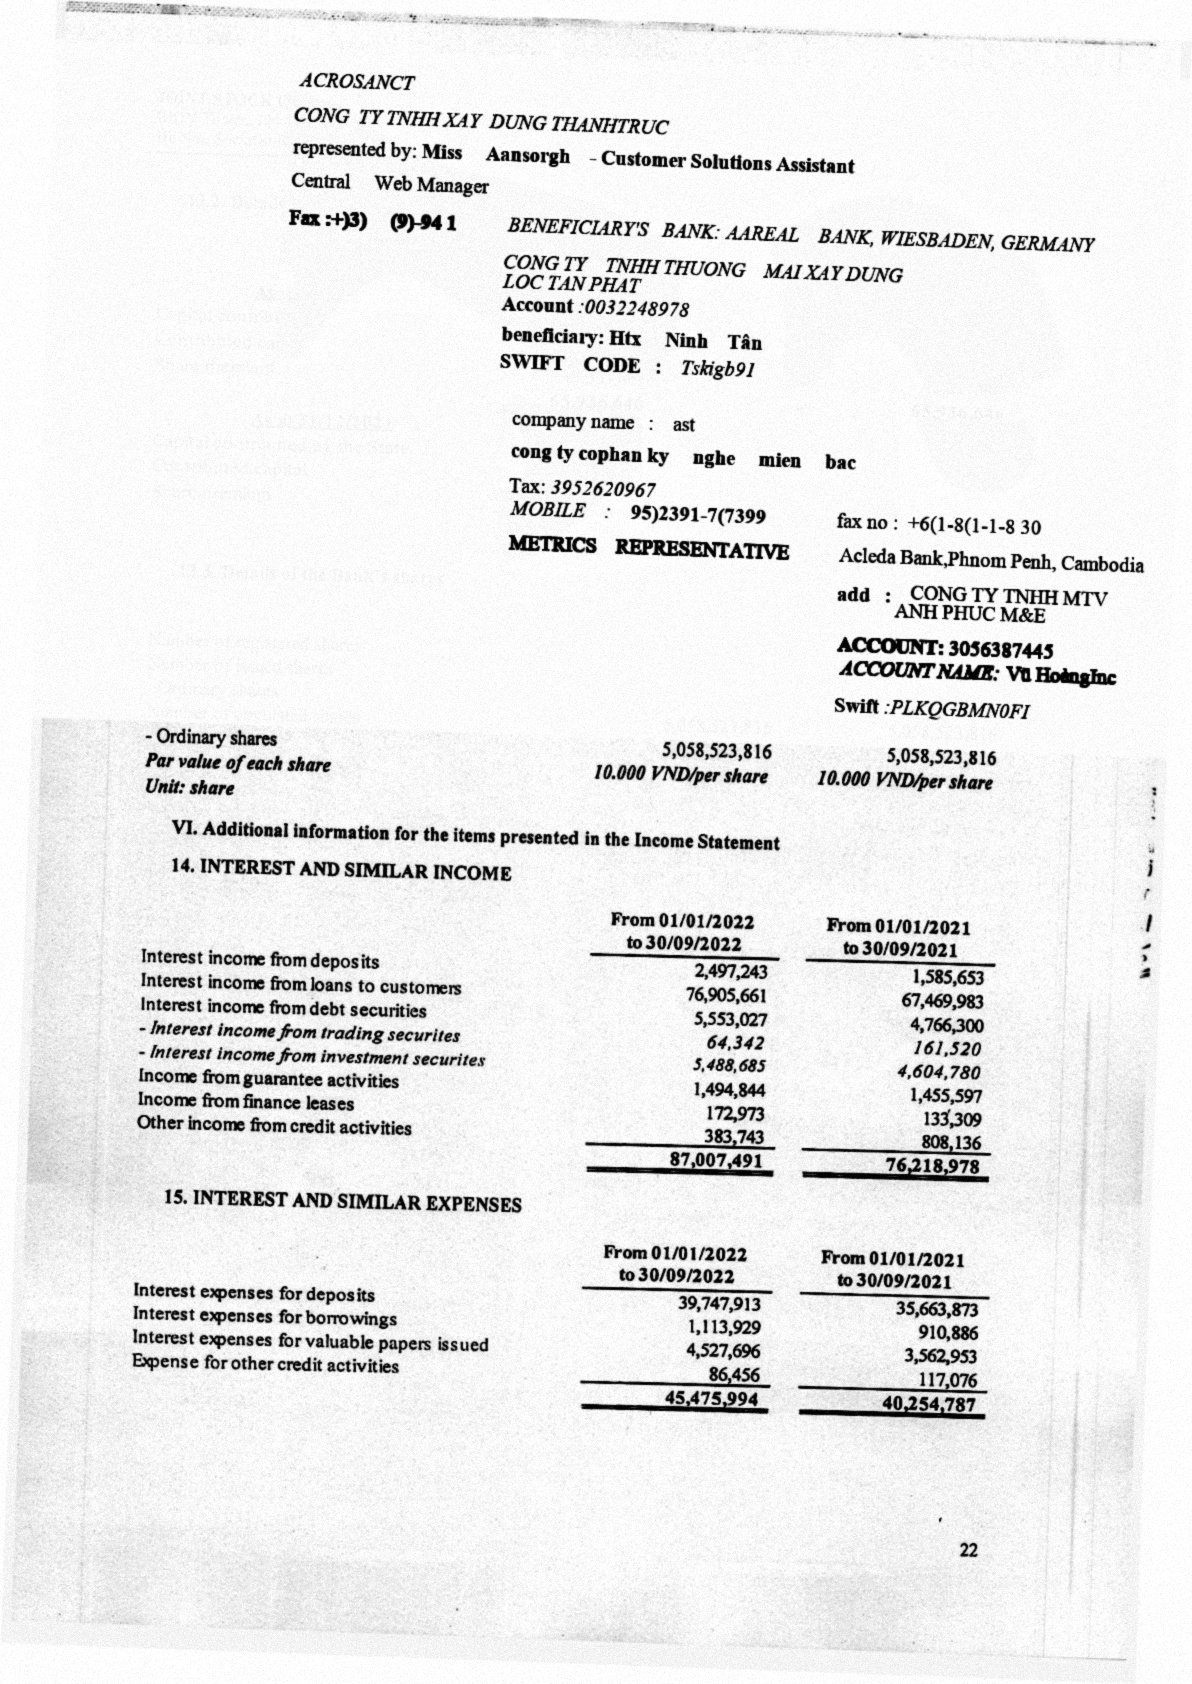 ACROSANCT
CONG TY TNHH XAY DUNG THANHTRUC
represented by: Miss Aansorgh - Customer Solutions Assistant
Central Web Manager
Fax :+)3) (9)-94 1
BENEFICIARY'S BANK: AAREAL BANK, WIESBADEN, GERMANY
CONG TY TNHH THUONG MAI XAY DUNG
LOC TAN PHAT
Account :0032248978
beneficiary: Htx Ninh Tân
SWIFT CODE : Tskigb91
company name : ast
cong ty cophan ky nghe mien bac
Tax: 3952620967
MOBILE : 95)2391-7(7399
fax no : +6(1-8(1-1-8 30
METRICS REPRESENTATIVE
Acleda Bank,Phnom Penh, Cambodia
add : CONG TY TNHH MTV
ANH PHUC M&E
ACCOUNT: 3056387445
ACCOUNT NAME: Vũ HoàngInc
Swift :PLKQGBMN0FI
- Ordinary shares 5,058,523,816 5,058,523,816
Par value of each share 10.000 VND/per share 10.000 VND/per share
Unit: share
VI. Additional information for the items presented in the Income Statement
14. INTEREST AND SIMILAR INCOME
From 01/01/2022 From 01/01/2021
to 30/09/2022 to 30/09/2021
Interest income from deposits 2,497,243 1,585,653
Interest income from loans to customers 76,905,661 67,469,983
Interest income from debt securities 5,553,027 4,766,300
- Interest income from trading securites 64,342 161,520
- Interest income from investment securites 5,488,685 4,604,780
Income from guarantee activities 1,494,844 1,455,597
Income from finance leases 172,973 133,309
Other income from credit activities 383,743 808,136
87,007,491 76,218,978
15. INTEREST AND SIMILAR EXPENSES
From 01/01/2022 From 01/01/2021
to 30/09/2022 to 30/09/2021
Interest expenses for deposits 39,747,913 35,663,873
Interest expenses for borrowings 1,113,929 910,886
Interest expenses for valuable papers issued 4,527,696 3,562,953
Expense for other credit activities 86,456 117,076
45,475,994 40,254,787
22